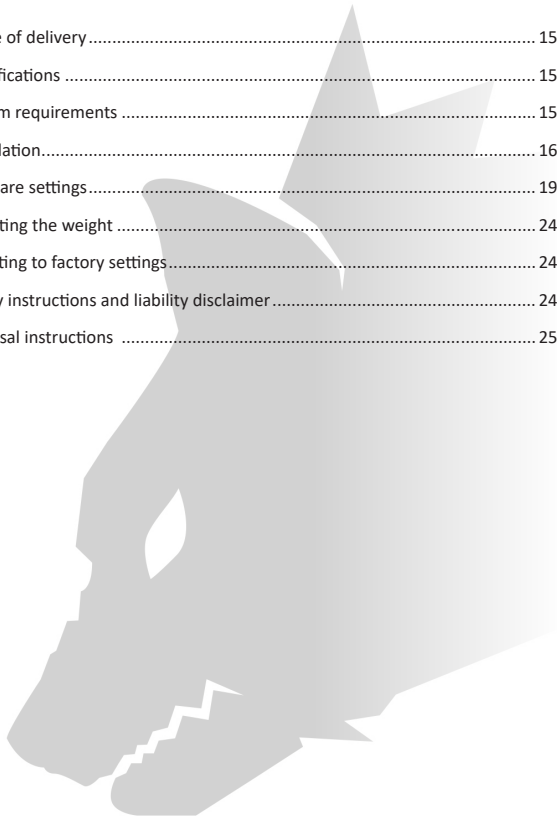 e of delivery ........ 15
fications ........ 15
m requirements ........ 15
lation ........ 16
are settings ........ 19
ting the weight ........ 24
ting to factory settings ........ 24
y instructions and liability disclaimer ........ 24
sal instructions ........ 25